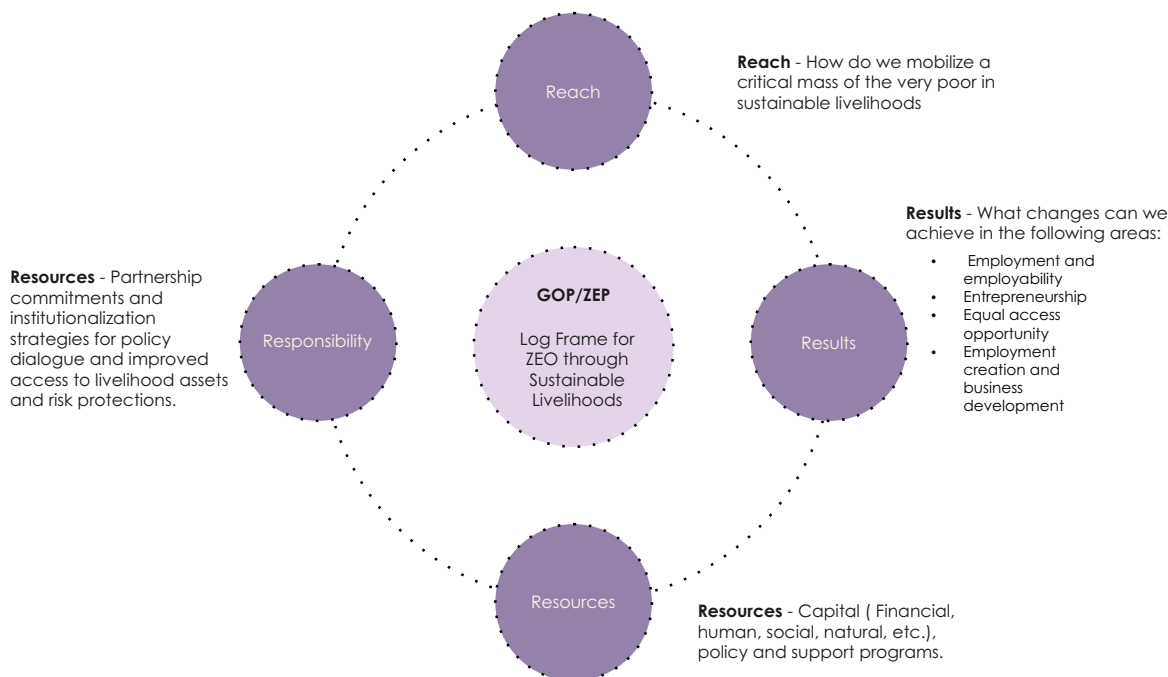 Reach
Reach - How do we mobilize a
critical mass of the very poor in
sustainable livelihoods
Results - What changes can we
achieve in the following areas:
• Employment and
employability
• Entrepreneurship
• Equal access
opportunity
• Employment
creation and
business
development
Resources - Partnership
commitments and
institutionalization
strategies for policy
dialogue and improved
access to livelihood assets
and risk protections.
Responsibility
GOP/ZEP
Log Frame for
ZEO through
Sustainable
Livelihoods
Results
Resources
Resources - Capital ( Financial,
human, social, natural, etc.),
policy and support programs.